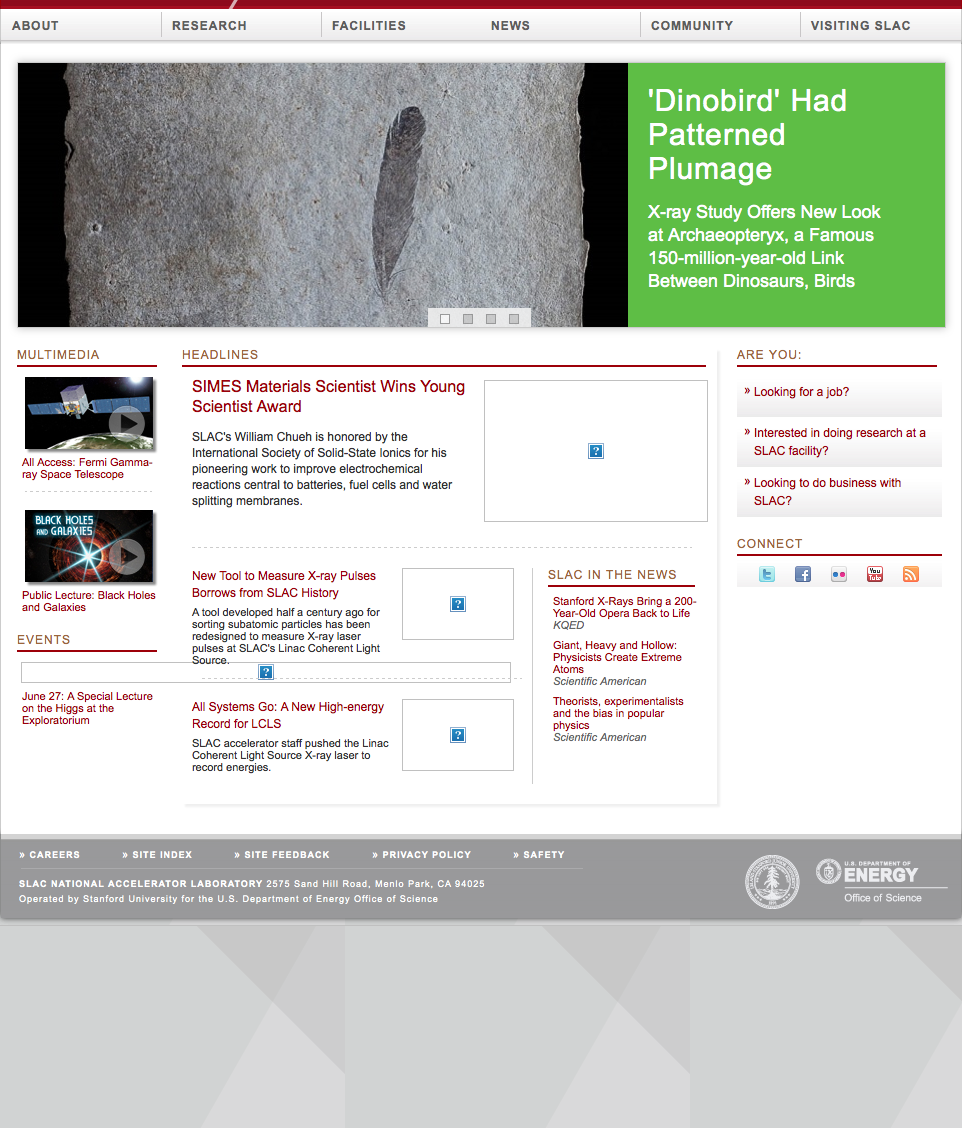 ABOUT
RESEARCH
FACILITIES
NEWS
COMMUNITY
VISITING SLAC
'Dinobird' Had
Patterned
Plumage
X-ray Study Offers New Look
at Archaeopteryx, a Famous
150-million-year-old Link
Between Dinosaurs, Birds
MULTIMEDIA
BLACK HOLES
AND GALAXIES
All Access: Fermi Gamma-
ray Space Telescope
Public Lecture: Black Holes
and Galaxies
EVENTS
June 27: A Special Lecture
on the Higgs at the
Exploratorium
HEADLINES
SIMES Materials Scientist Wins Young
Scientist Award
SLAC's William Chueh is honored by the
International Society of Solid-State Ionics for his
pioneering work to improve electrochemical
reactions central to batteries, fuel cells and water
splitting membranes.
New Tool to Measure X-ray Pulses
Borrows from SLAC History
A tool developed half a century ago for
sorting subatomic particles has been
redesigned to measure X-ray laser
pulses at SLAC's Linac Coherent Light
Source.
All Systems Go: A New High-energy
Record for LCLS
SLAC accelerator staff pushed the Linac
Coherent Light Source X-ray laser to
record energies.
SLAC IN THE NEWS
Stanford X-Rays Bring a 200-
Year-Old Opera Back to Life
KQED
Giant, Heavy and Hollow:
Physicists Create Extreme
Atoms
Scientific American
Theorists, experimentalists
and the bias in popular
physics
Scientific American
ARE YOU:
» Looking for a job?
» Interested in doing research at a
SLAC facility?
» Looking to do business with
SLAC?
CONNECT
You
Tube
» CAREERS
» SITE INDEX
» SITE FEEDBACK
» PRIVACY POLICY
» SAFETY
SLAC NATIONAL ACCELERATOR LABORATORY 2575 Sand Hill Road, Menlo Park, CA 94025
Operated by Stanford University for the U.S. Department of Energy Office of Science
U.S. DEPARTMENT OF
ENERGY
Office of Science